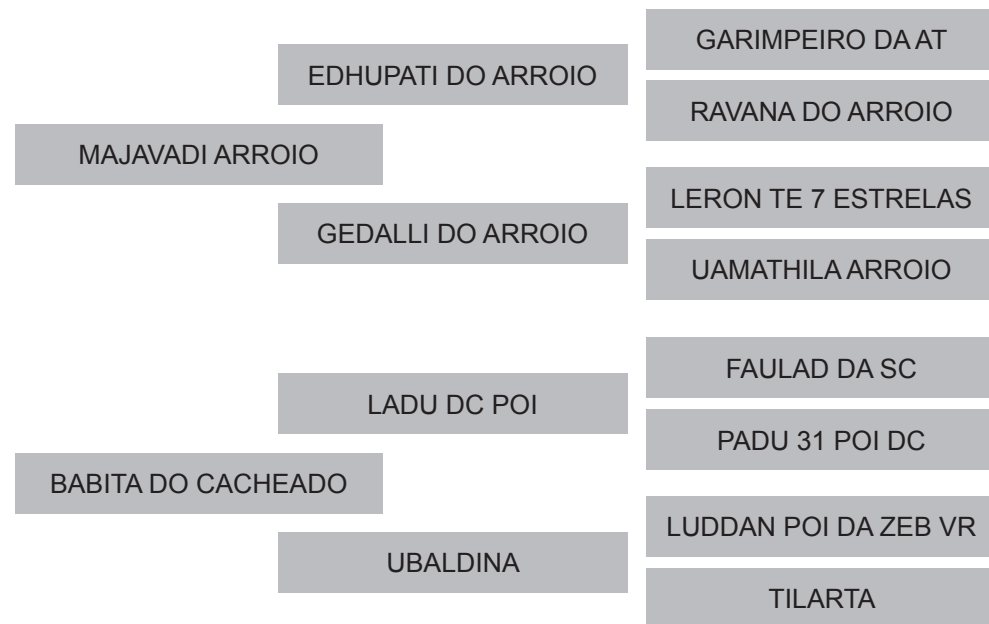 GARIMPEIRO DA AT
EDHUPATI DO ARROIO
RAVANA DO ARROIO
MAJAVADI ARROIO
LERON TE 7 ESTRELAS
GEDALLI DO ARROIO
UAMATHILA ARROIO
FAULAD DA SC
LADU DC POI
PADU 31 POI DC
BABITA DO CACHEADO
LUDDAN POI DA ZEB VR
UBALDINA
TILARTA